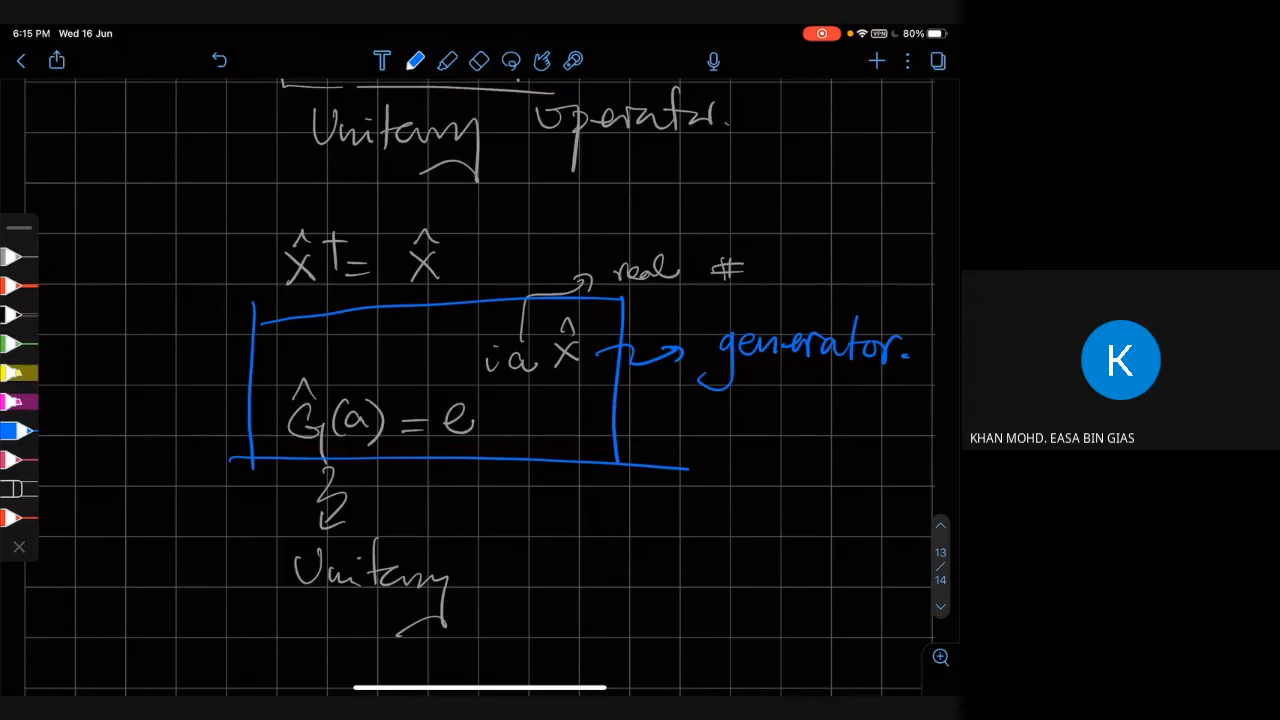 6:15 PM Wed 16 Jun
VPN 80%
T
Unitary operator.
X̂† = X̂
real #
Ĝ(a) = e^{iaX̂} generator.
Unitary
13
/
14
K
KHAN MOHD. EASA BIN GIAS